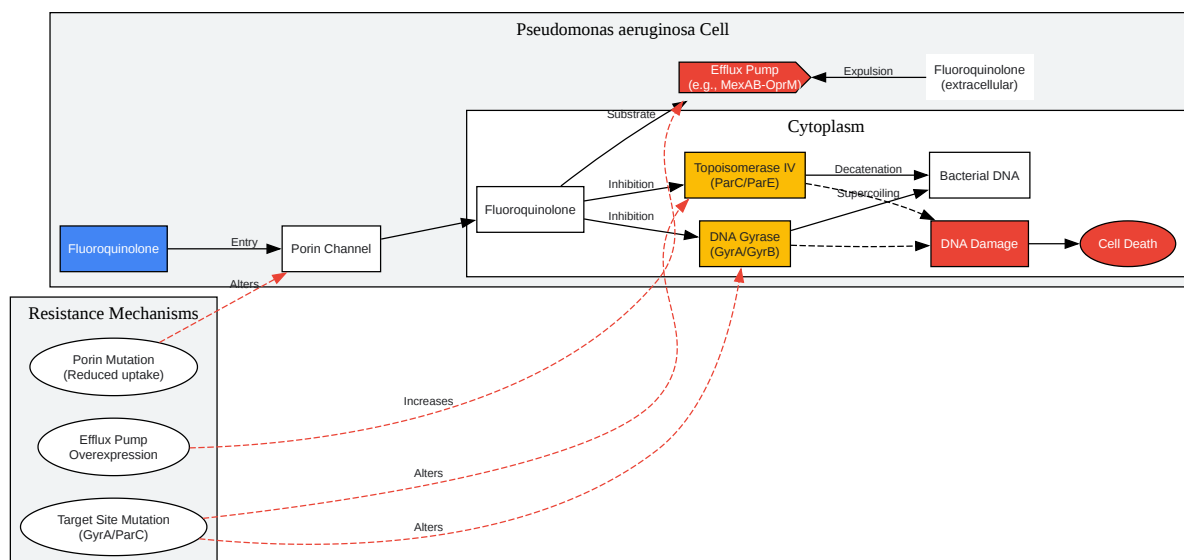 Pseudomonas aeruginosa Cell
Efflux Pump
(e.g., MexAB-OprM)
Expulsion
Fluoroquinolone
(extracellular)
Substrate
Cytoplasm
Topoisomerase IV
(ParC/ParE)
Decatenation
Bacterial DNA
Inhibition
Supercoiling
Fluoroquinolone
Inhibition
DNA Gyrase
(GyrA/GyrB)
DNA Damage
Cell Death
Fluoroquinolone
Entry
Porin Channel
Alters
Resistance Mechanisms
Porin Mutation
(Reduced uptake)
Increases
Efflux Pump
Overexpression
Alters
Target Site Mutation
(GyrA/ParC)
Alters